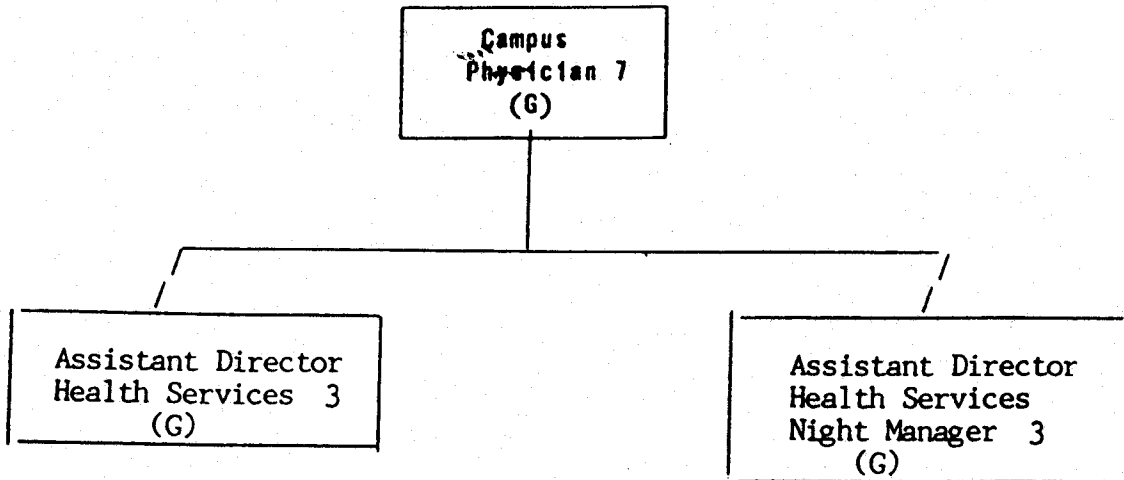 Campus
Physician 7
(G)
Assistant Director
Health Services 3
(G)
Assistant Director
Health Services
Night Manager 3
(G)